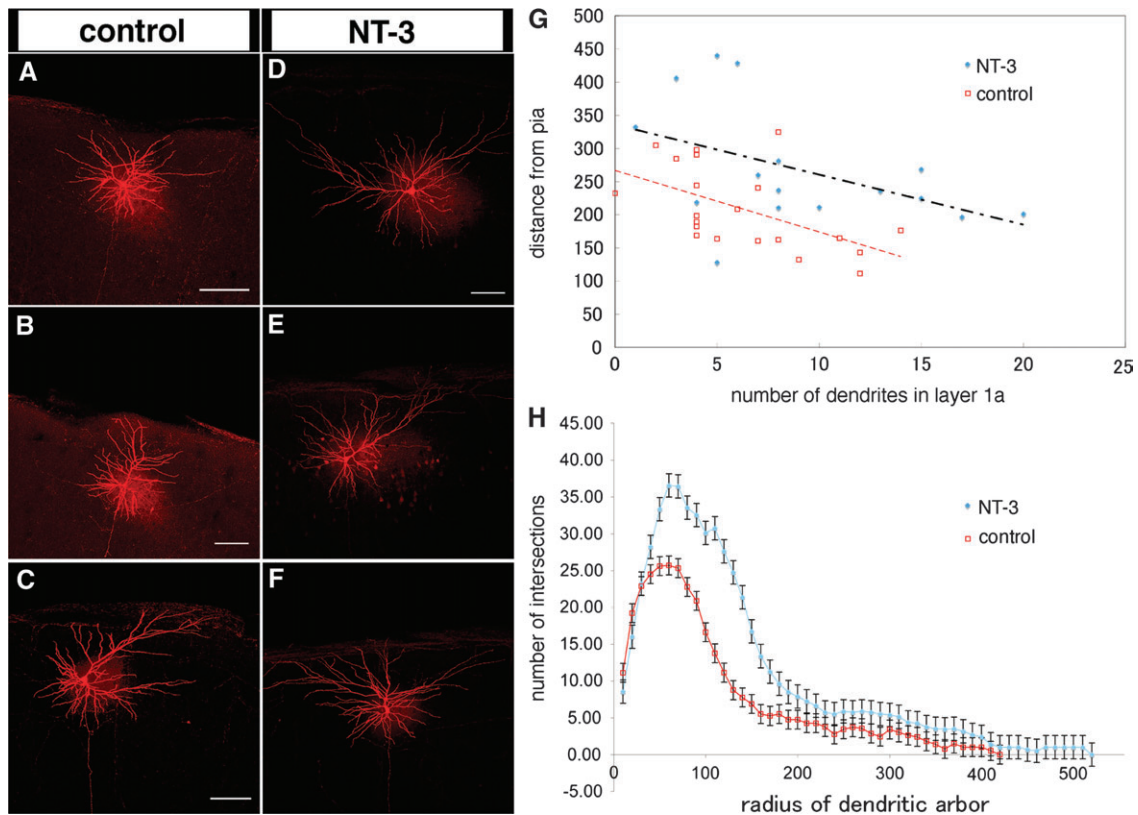 control
NT-3
A
D
B
E
C
F
G
500
450
400
350
300
250
200
150
100
50
0
0
5
10
15
20
25
distance from pia
number of dendrites in layer 1a
NT-3
control
H
45.00
40.00
35.00
30.00
25.00
20.00
15.00
10.00
5.00
0.00
-5.00
0
100
200
300
400
500
number of intersections
radius of dendritic arbor
NT-3
control